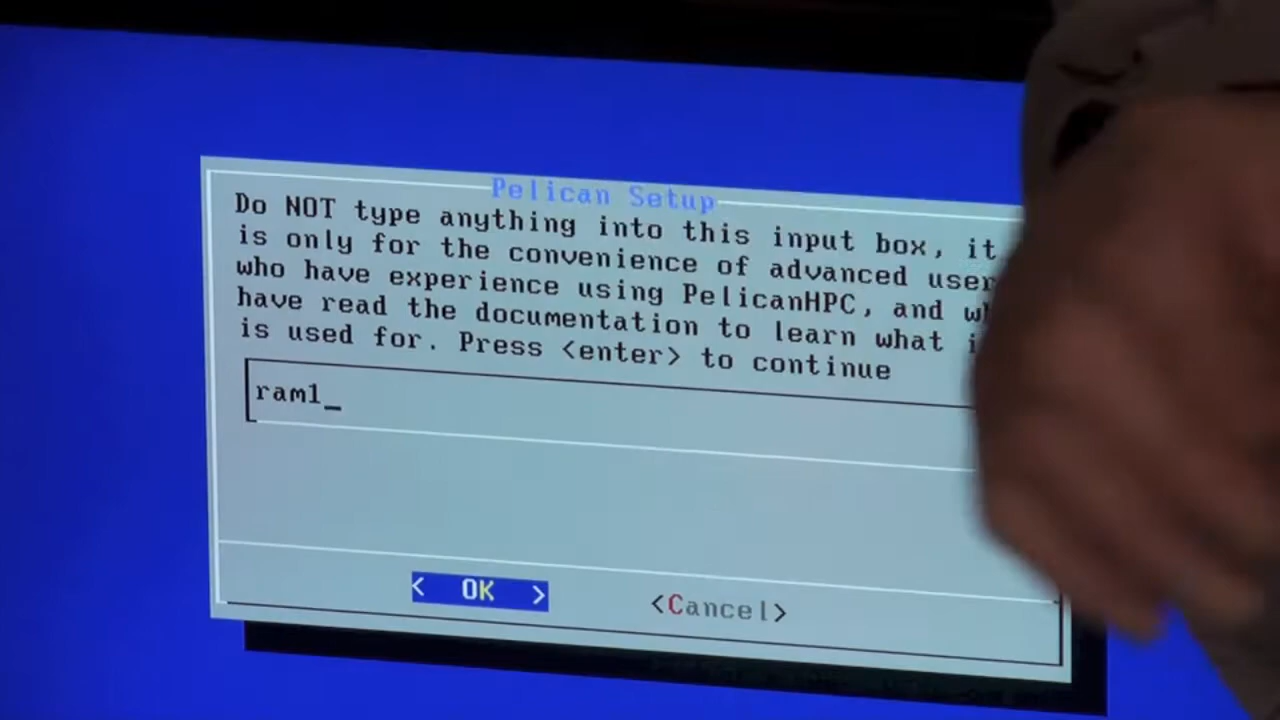 Pelican Setup
Do NOT type anything into this input box, it
is only for the convenience of advanced user
who have experience using PelicanHPC, and
have read the documentation to learn what
is used for. Press <enter> to continue
ram1_
< OK > <Cancel>